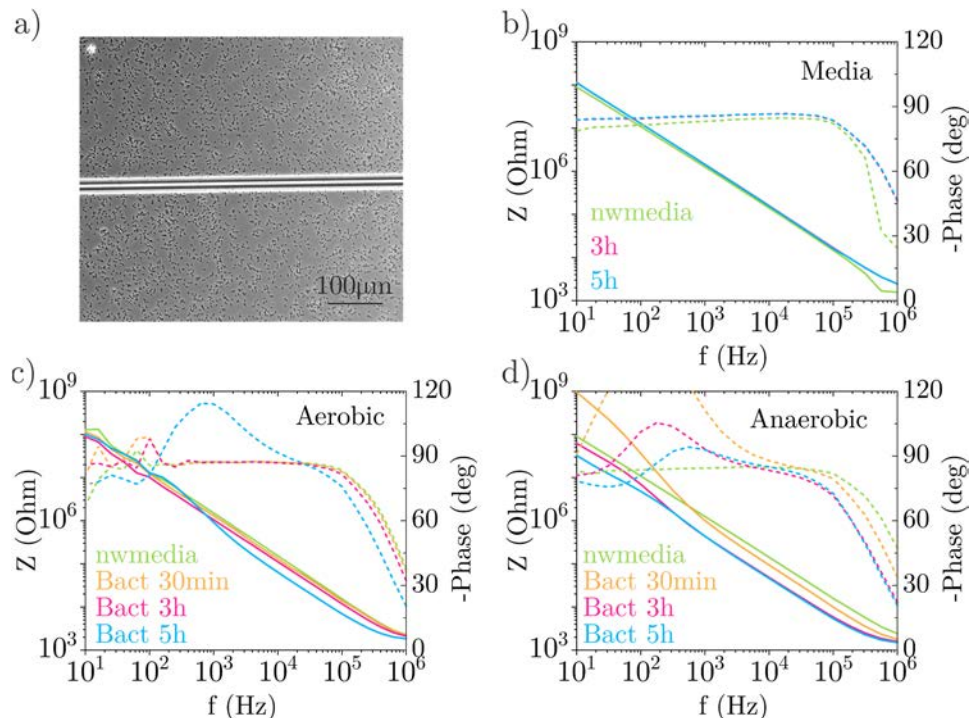 a)
100µm
b)
Z (Ohm)
10^9
10^6
10^3
Media
nwmedia
3h
5h
120
90
60
30
0
-Phase (deg)
10^1 10^2 10^3 10^4 10^5 10^6
f (Hz)
c)
Z (Ohm)
10^9
10^6
10^3
Aerobic
nwmedia
Bact 30min
Bact 3h
Bact 5h
120
90
60
30
0
-Phase (deg)
10^1 10^2 10^3 10^4 10^5 10^6
f (Hz)
d)
Z (Ohm)
10^9
10^6
10^3
Anaerobic
nwmedia
Bact 30min
Bact 3h
Bact 5h
120
90
60
30
0
-Phase (deg)
10^1 10^2 10^3 10^4 10^5 10^6
f (Hz)